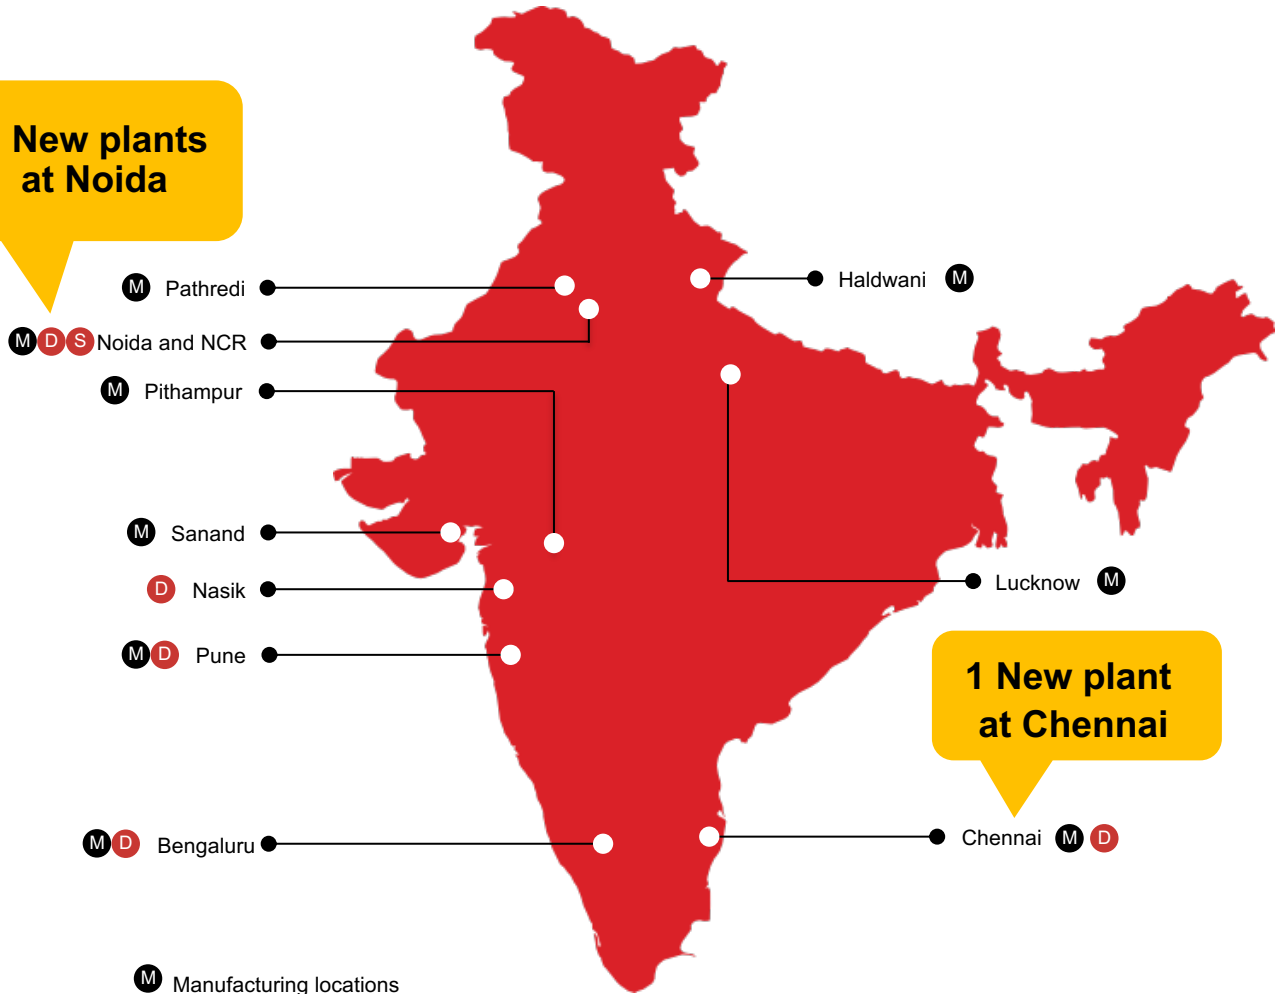 New plants
at Noida
M Pathredi
M D S Noida and NCR
M Pithampur
M Sanand
D Nasik
M D Pune
M D Bengaluru
Haldwani M
Lucknow M
1 New plant
at Chennai
Chennai M D
M Manufacturing locations